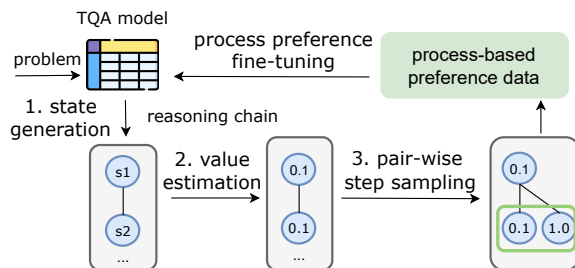 TQA model
problem
process preference
fine-tuning
process-based
preference data
1. state
generation
reasoning chain
s1
s2
...
2. value
estimation
0.1
0.1
...
3. pair-wise
step sampling
0.1
0.1
1.0
...